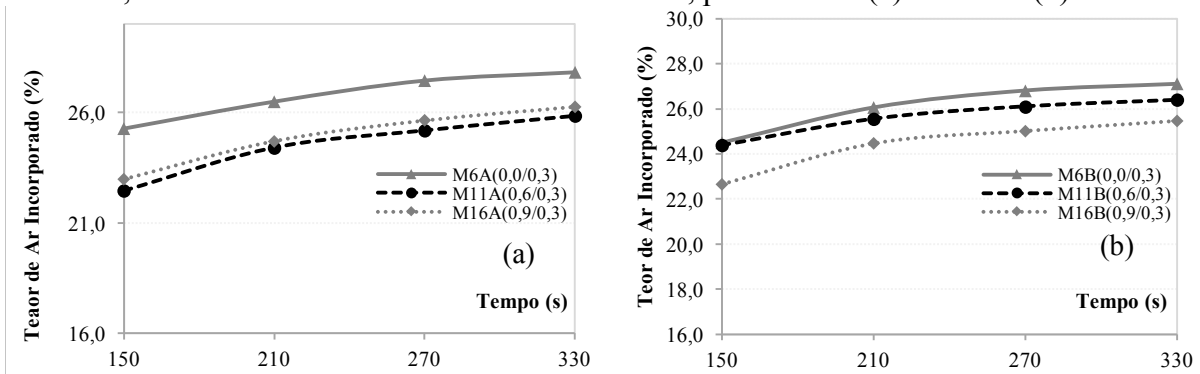 Teaor de Ar Incorporado (%)
26,0
21,0
16,0
150
210
270
330
M6A(0,0/0,3)
M11A(0,6/0,3)
M16A(0,9/0,3)
(a)
Tempo (s)
Teor de Ar Incorporado (%)
30,0
28,0
26,0
24,0
22,0
20,0
18,0
16,0
150
210
270
330
M6B(0,0/0,3)
M11B(0,6/0,3)
M16B(0,9/0,3)
(b)
Tempo (s)